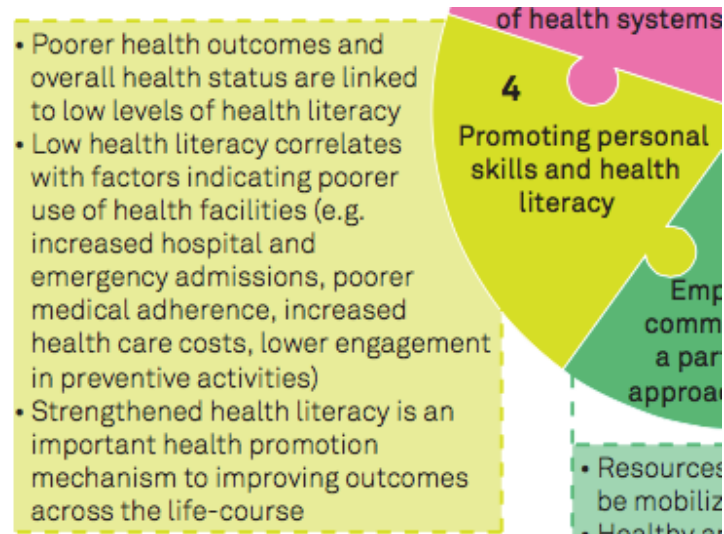 • Poorer health outcomes and
overall health status are linked
to low levels of health literacy
• Low health literacy correlates
with factors indicating poorer
use of health facilities (e.g.
increased hospital and
emergency admissions, poorer
medical adherence, increased
health care costs, lower engagement
in preventive activities)
• Strengthened health literacy is an
important health promotion
mechanism to improving outcomes
across the life-course
of health systems
4
Promoting personal
skills and health
literacy
a
• Resources
be
• Healthy